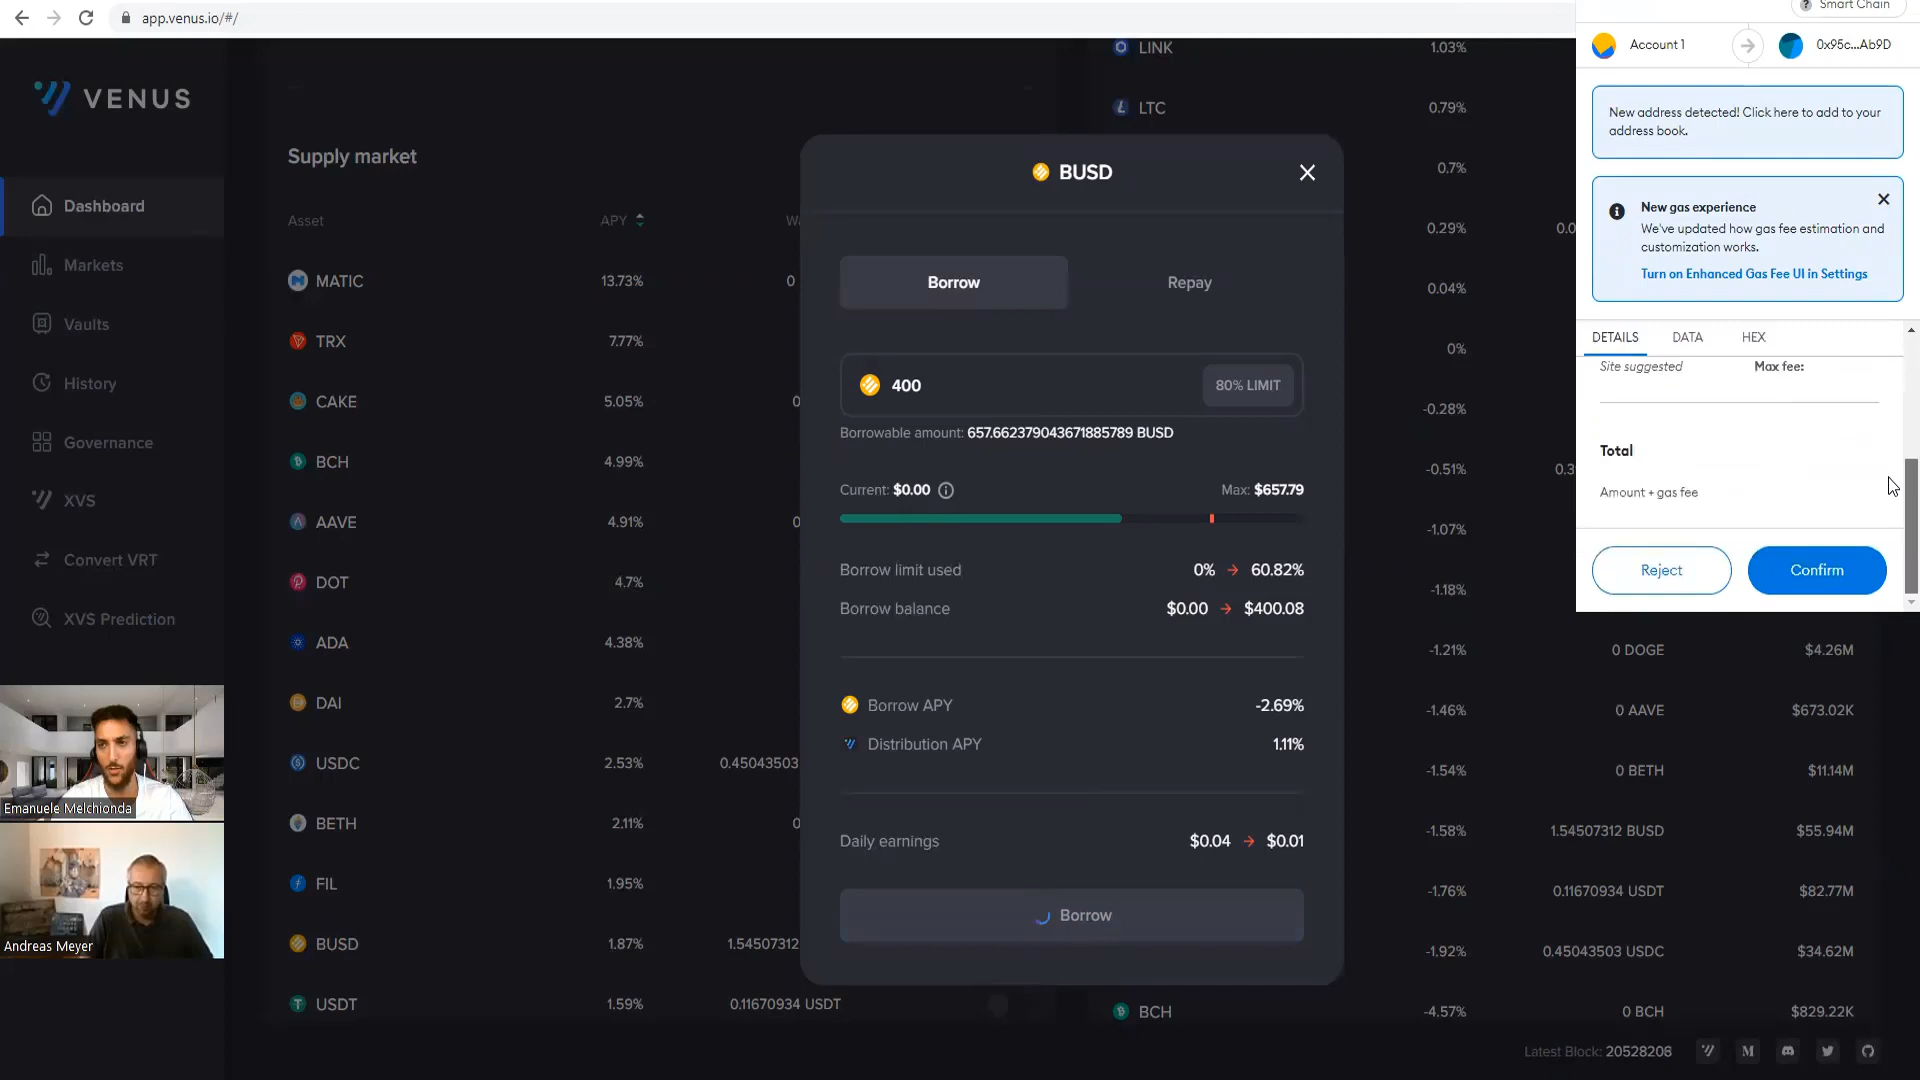 app.venus.io/#/
VENUS
Dashboard
Markets
Vaults
History
Governance
XVS
Convert VRT
XVS Prediction
Emanuele Melchionda
Andreas Meyer
Supply market
Asset APY
MATIC 13.73% 0
TRX 7.77%
CAKE 5.05% 0
BCH 4.99%
AAVE 4.91% 0
DOT 4.7%
ADA 4.38%
DAI 2.7%
USDC 2.53% 0.45043503
BETH 2.11% 0
FIL 1.95%
BUSD 1.87% 1.54507312
USDT 1.59% 0.11670934 USDT
BUSD
Borrow Repay
400 80% LIMIT
Borrowable amount: 657.662379043671885789 BUSD
Current: $0.00 Max: $657.79
Borrow limit used 0% → 60.82%
Borrow balance $0.00 → $400.08
Borrow APY -2.69%
Distribution APY 1.11%
Daily earnings $0.04 → $0.01
Borrow
LINK 1.03%
LTC 0.79%
0.7%
0.29% 0.0
0.04%
0%
-0.28%
-0.51%
-1.07%
-1.18%
-1.21% 0 DOGE $4.26M
-1.46% 0 AAVE $673.02K
-1.54% 0 BETH $11.14M
-1.58% 1.54507312 BUSD $55.94M
-1.76% 0.11670934 USDT $82.77M
-1.92% 0.45043503 USDC $34.62M
BCH -4.57% 0 BCH $829.22K
Latest Block: 20528206
Smart Chain
Account 1 0x95c...Ab9D
New address detected! Click here to add to your
address book.
New gas experience
We've updated how gas fee estimation and
customization works.
Turn on Enhanced Gas Fee UI in Settings
DETAILS DATA HEX
Site suggested Max fee:
Total
Amount + gas fee
Reject Confirm